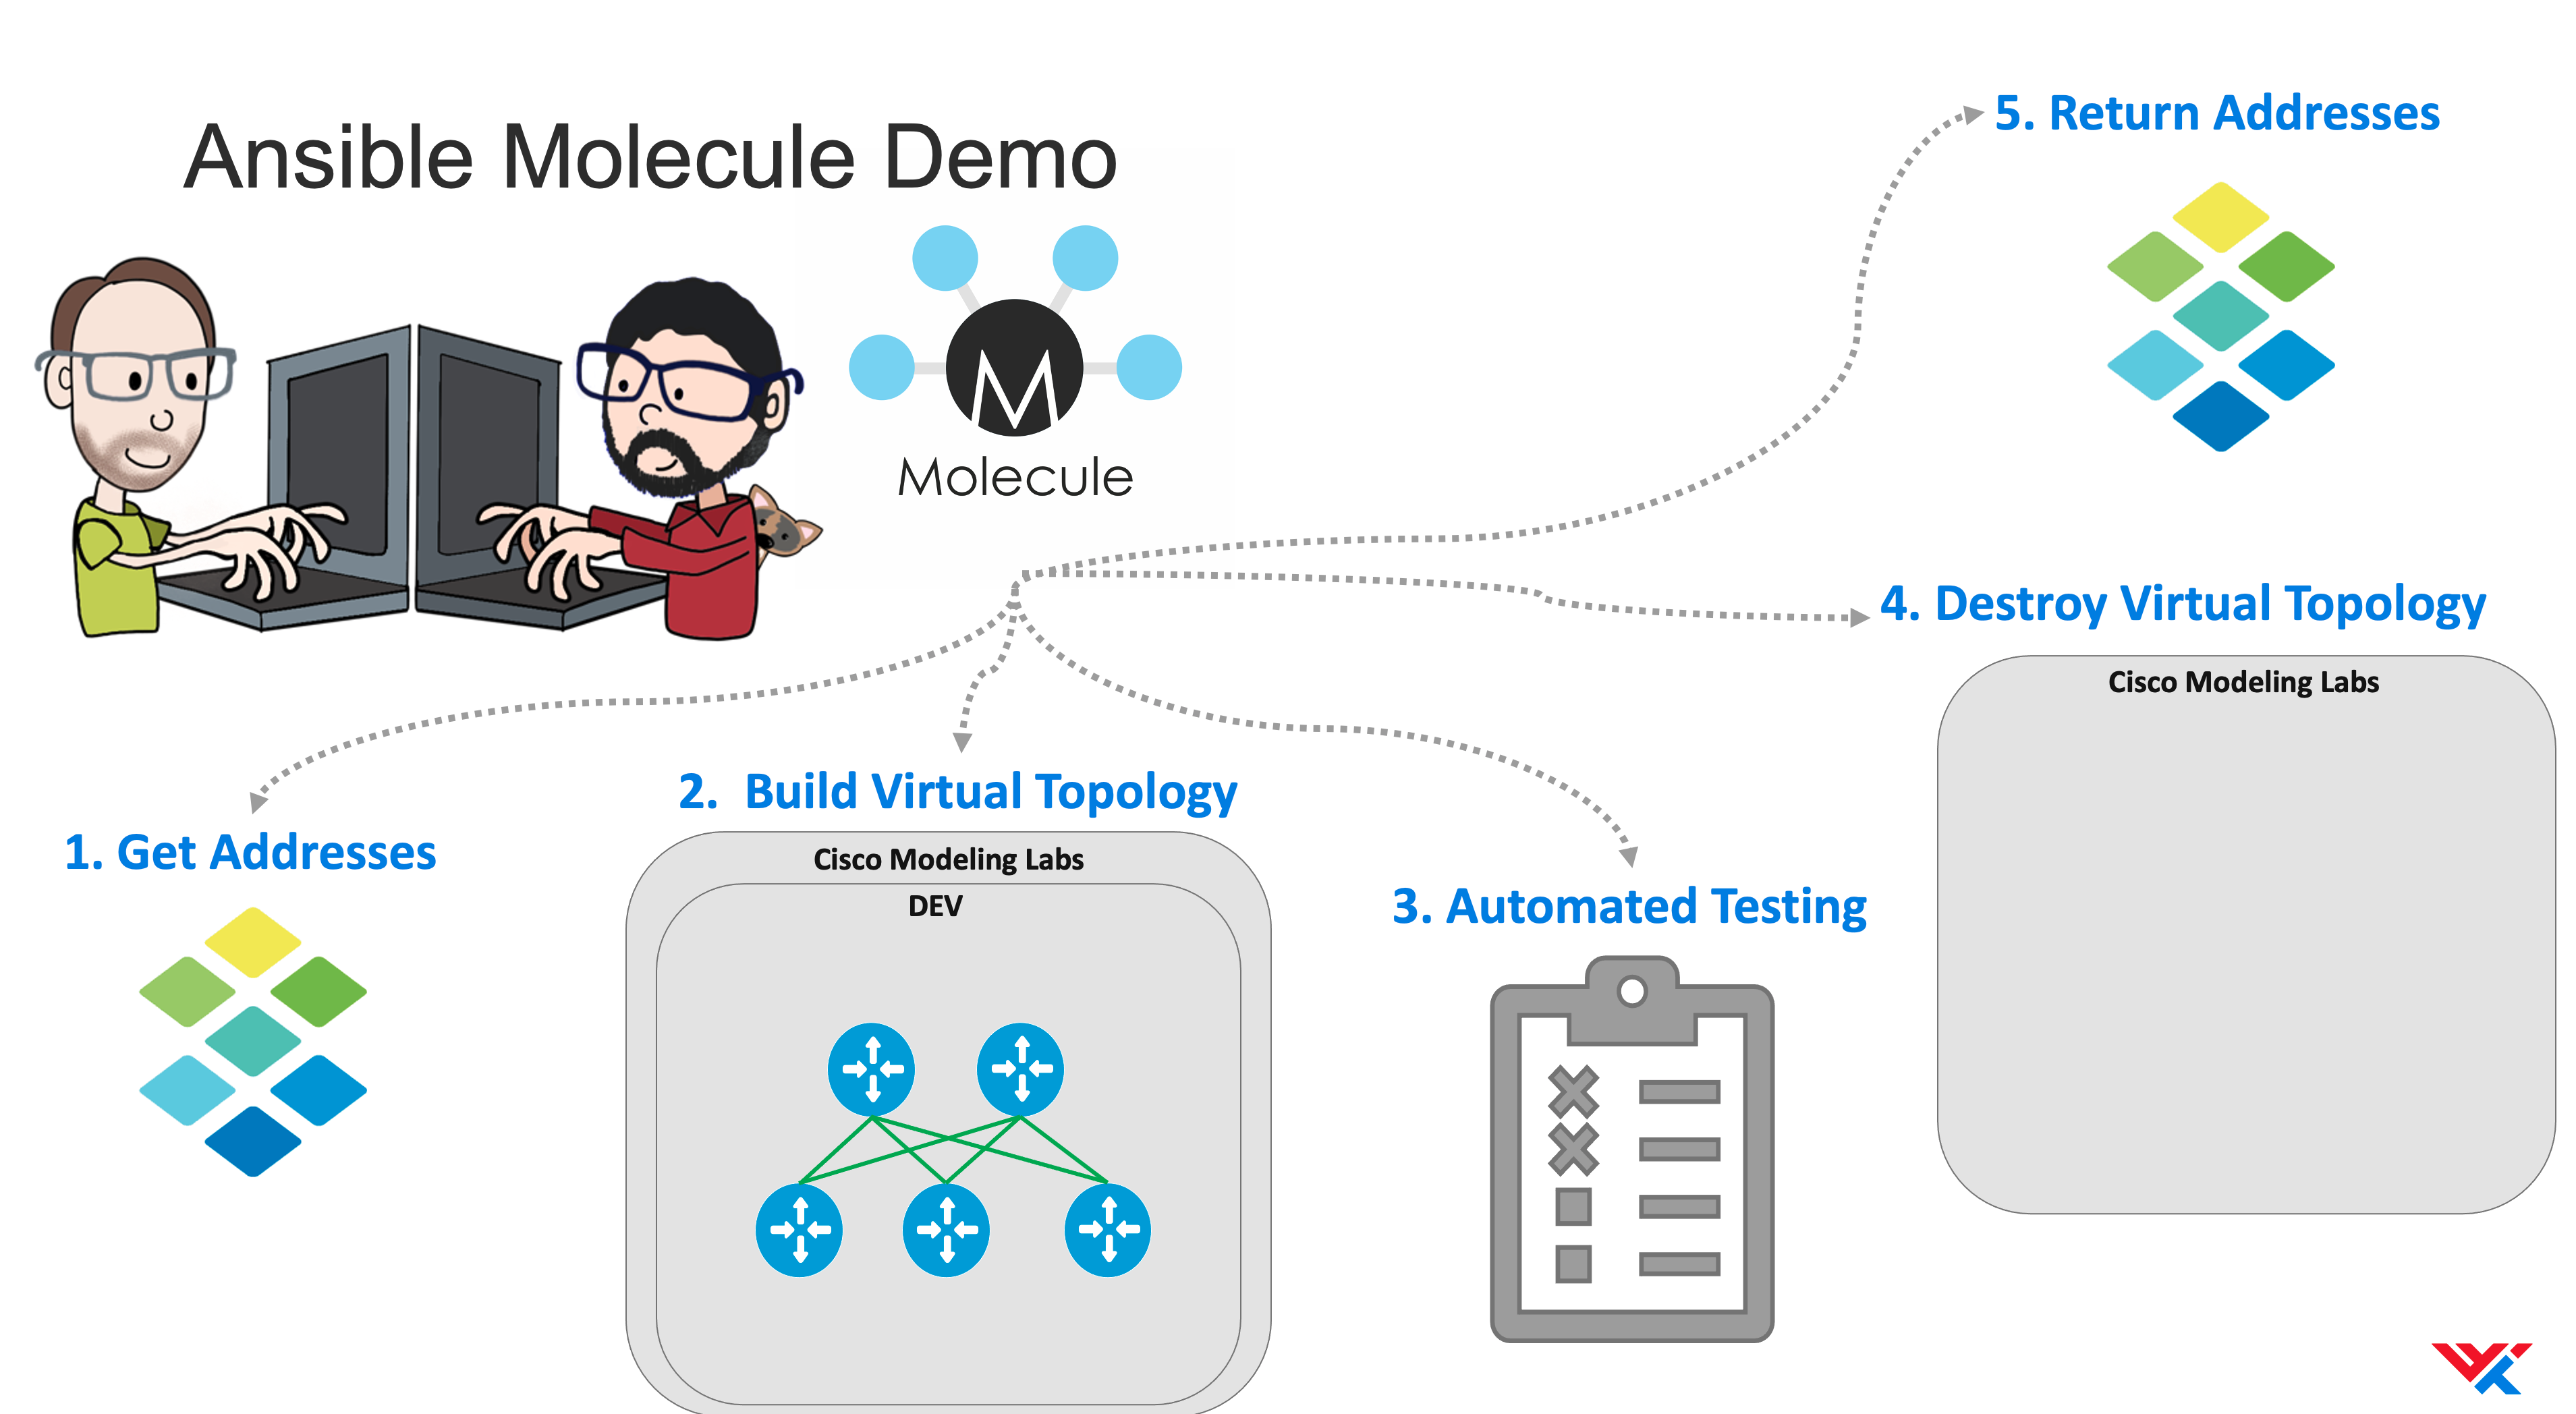 Ansible Molecule Demo
Molecule
5. Return Addresses
4. Destroy Virtual Topology
Cisco Modeling Labs
2. Build Virtual Topology
Cisco Modeling Labs
DEV
1. Get Addresses
3. Automated Testing